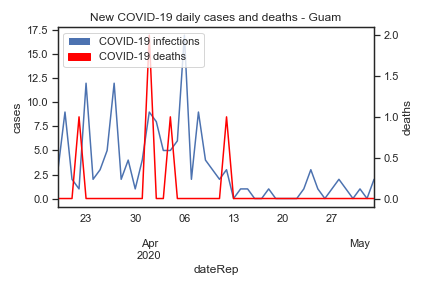 New COVID-19 daily cases and deaths - Guam
COVID-19 infections
COVID-19 deaths
17.5
15.0
12.5
10.0
7.5
5.0
2.5
0.0
cases
2.0
1.5
1.0
0.5
0.0
deaths
23 30 06 13 20 27
Apr May
2020
dateRep